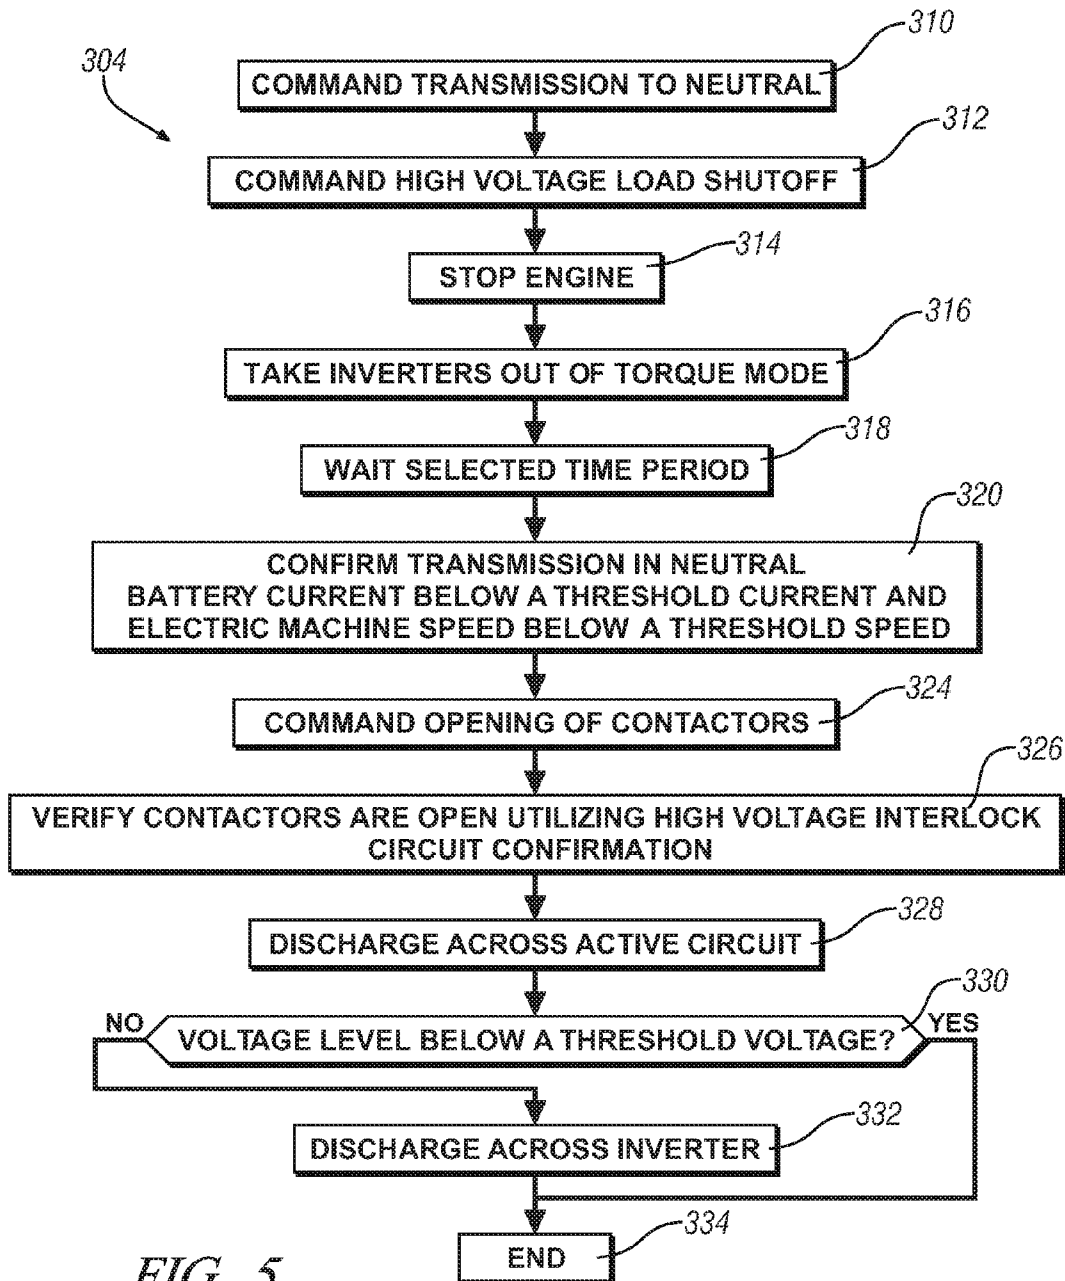 310
304
COMMAND TRANSMISSION TO NEUTRAL
312
COMMAND HIGH VOLTAGE LOAD SHUTOFF
314
STOP ENGINE
316
TAKE INVERTERS OUT OF TORQUE MODE
318
WAIT SELECTED TIME PERIOD
320
CONFIRM TRANSMISSION IN NEUTRAL
BATTERY CURRENT BELOW A THRESHOLD CURRENT AND
ELECTRIC MACHINE SPEED BELOW A THRESHOLD SPEED
324
COMMAND OPENING OF CONTACTORS
326
VERIFY CONTACTORS ARE OPEN UTILIZING HIGH VOLTAGE INTERLOCK
CIRCUIT CONFIRMATION
328
DISCHARGE ACROSS ACTIVE CIRCUIT
330
NO
YES
VOLTAGE LEVEL BELOW A THRESHOLD VOLTAGE?
332
DISCHARGE ACROSS INVERTER
334
END
FIG. 5